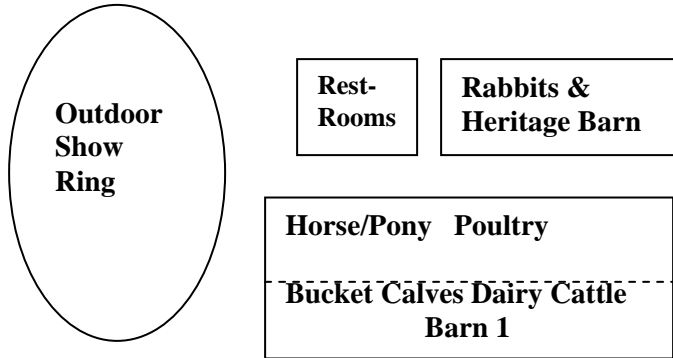 Outdoor
Show
Ring
Rest-
Rooms
Rabbits &
Heritage Barn
Horse/Pony Poultry
Bucket Calves Dairy Cattle
Barn 1